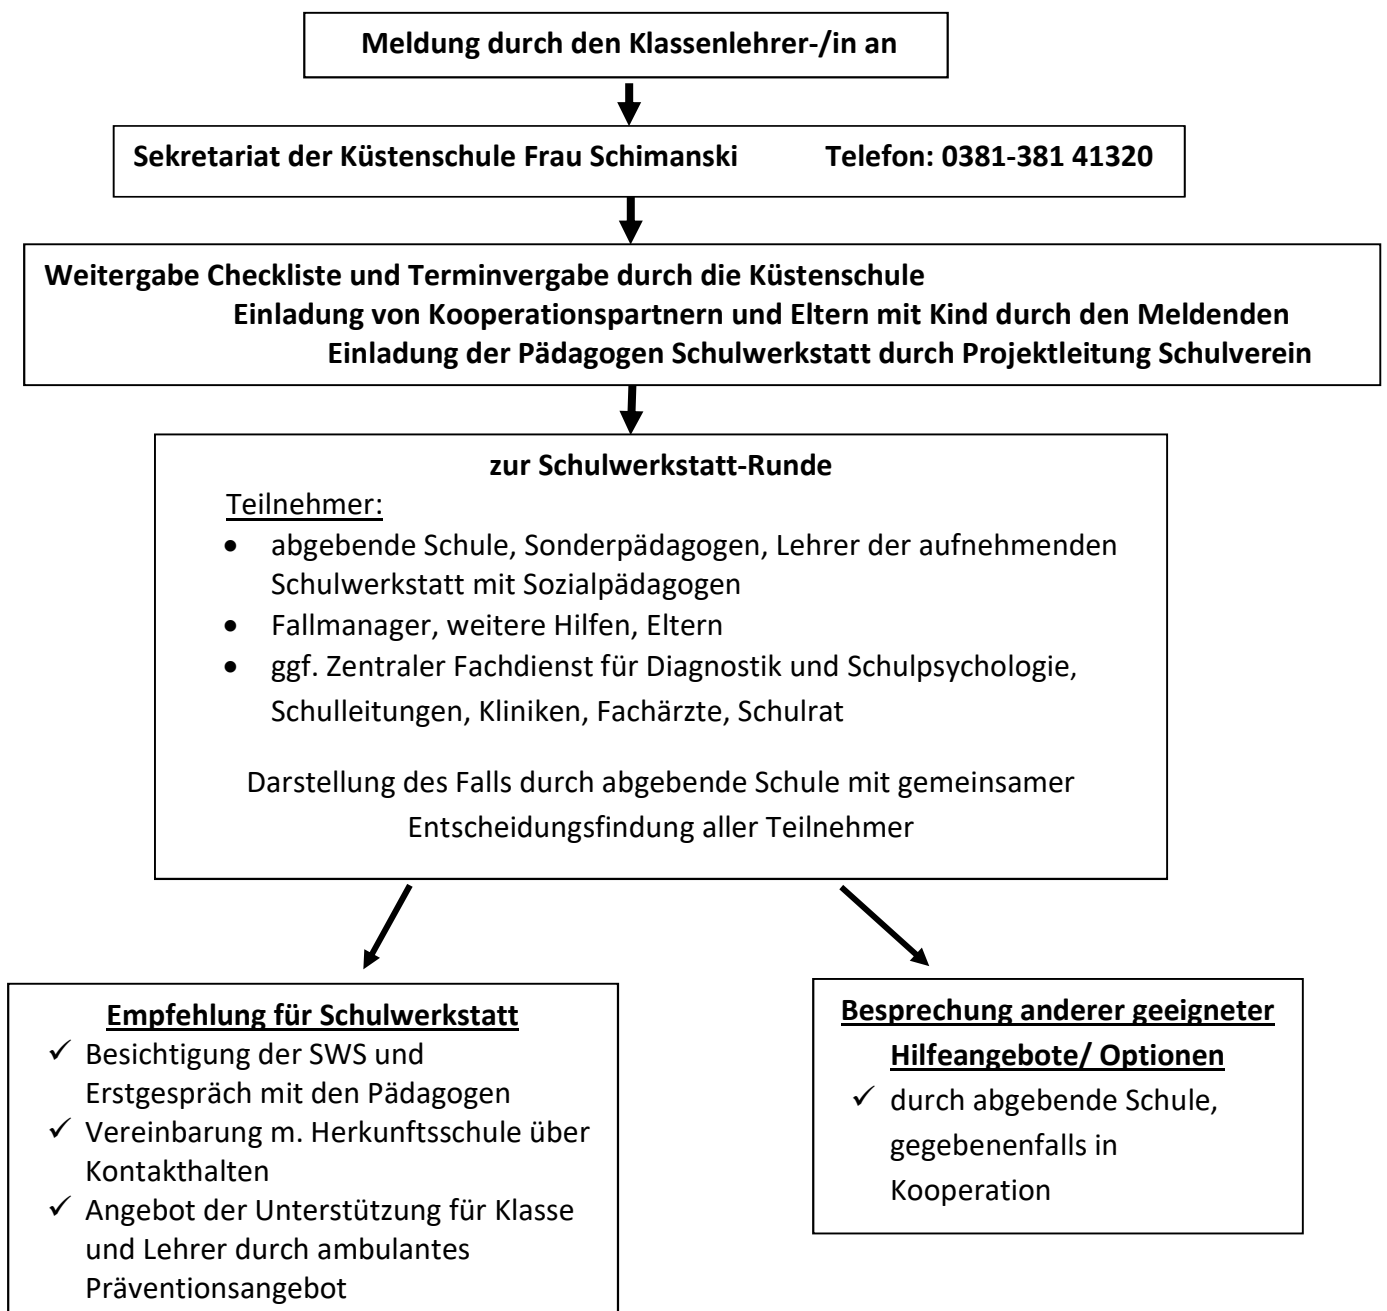 Meldung durch den Klassenlehrer-/in an
Sekretariat der Küstenschule Frau Schimanski Telefon: 0381-381 41320
Weitergabe Checkliste und Terminvergabe durch die Küstenschule
Einladung von Kooperationspartnern und Eltern mit Kind durch den Meldenden
Einladung der Pädagogen Schulwerkstatt durch Projektleitung Schulverein
zur Schulwerkstatt-Runde
Teilnehmer:
• abgebende Schule, Sonderpädagogen, Lehrer der aufnehmenden
Schulwerkstatt mit Sozialpädagogen
• Fallmanager, weitere Hilfen, Eltern
• ggf. Zentraler Fachdienst für Diagnostik und Schulpsychologie,
Schulleitungen, Kliniken, Fachärzte, Schulrat
Darstellung des Falls durch abgebende Schule mit gemeinsamer
Entscheidungsfindung aller Teilnehmer
Empfehlung für Schulwerkstatt
✓ Besichtigung der SWS und
Erstgespräch mit den Pädagogen
✓ Vereinbarung m. Herkunftsschule über
Kontakthalten
✓ Angebot der Unterstützung für Klasse
und Lehrer durch ambulantes
Präventionsangebot
Besprechung anderer geeigneter
Hilfeangebote/ Optionen
✓ durch abgebende Schule,
gegebenenfalls in
Kooperation